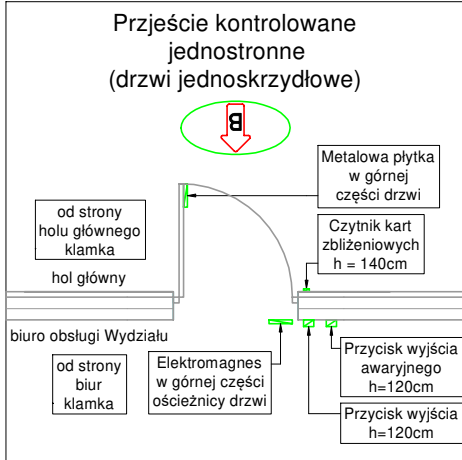 Przjeście kontrolowane
jednostronne
(drzwi jednoskrzydłowe)
B
Metalowa płytka
w górnej
części drzwi
od strony
holu głównego
klamka
Czytnik kart
zbliżeniowych
h = 140cm
hol główny
biuro obsługi Wydziału
od strony
biur
klamka
Elektromagnes
w górnej części
ościeżnicy drzwi
Przycisk wyjścia
awaryjnego
h=120cm
Przycisk wyjścia
h=120cm